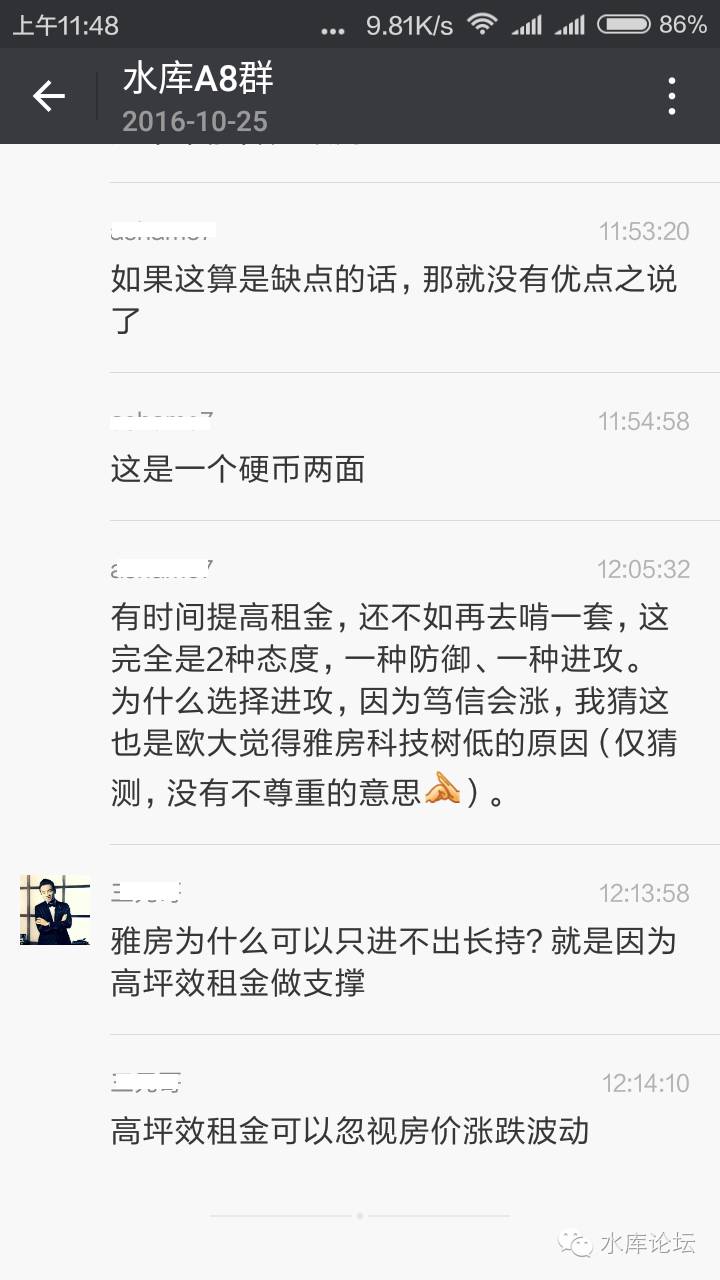 上午11:48
... 9.81K/s 86%
水库A8群
2016-10-25
11:53:20
如果这算是缺点的话，那就没有优点之说
了
11:54:58
这是一个硬币两面
12:05:32
有时间提高租金，还不如再去啃一套，这
完全是2种态度，一种防御、一种进攻。
为什么选择进攻，因为笃信会涨，我猜这
也是欧大觉得雅房科技树低的原因（仅猜
测，没有不尊重的意思）。
12:13:58
雅房为什么可以只进不出长持？就是因为
高坪效租金做支撑
12:14:10
高坪效租金可以忽视房价涨跌波动
水库论坛